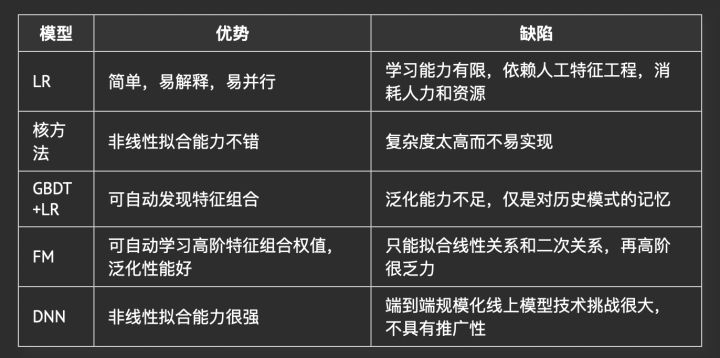 模型 优势 缺陷
LR 简单，易解释，易并行 学习能力有限，依赖人工特征工程，消
耗人力和资源
核方
法 非线性拟合能力不错 复杂度太高而不易实现
GBDT
+LR 可自动发现特征组合 泛化能力不足，仅是对历史模式的记忆
FM 可自动学习高阶特征组合权值，
泛化性能好 只能拟合线性关系和二次关系，再高阶
很乏力
DNN 非线性拟合能力很强 端到端规模化线上模型技术挑战很大，
不具有推广性